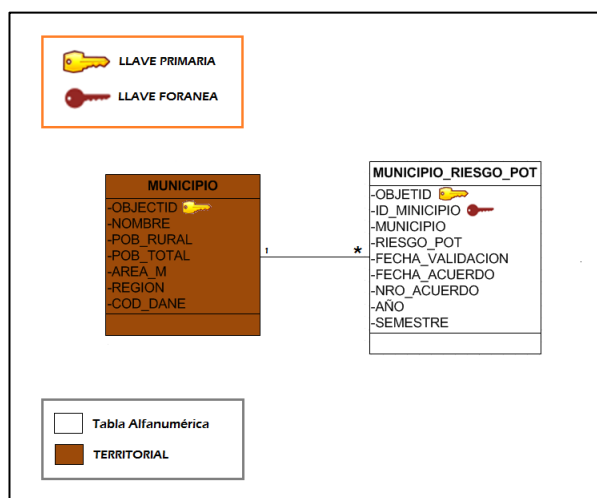 LLAVE PRIMARIA
LLAVE FORANEA
MUNICIPIO
-OBJECTID
-NOMBRE
-POB_RURAL
-POB_TOTAL
-AREA_M
-REGION
-COD_DANE
1
*
MUNICIPIO_RIESGO_POT
-OBJETID
-ID_MINICIPIO
-MUNICIPIO
-RIESGO_POT
-FECHA_VALIDACION
-FECHA_ACUERDO
-NRO_ACUERDO
-AÑO
-SEMESTRE
Tabla Alfanumérica
TERRITORIAL